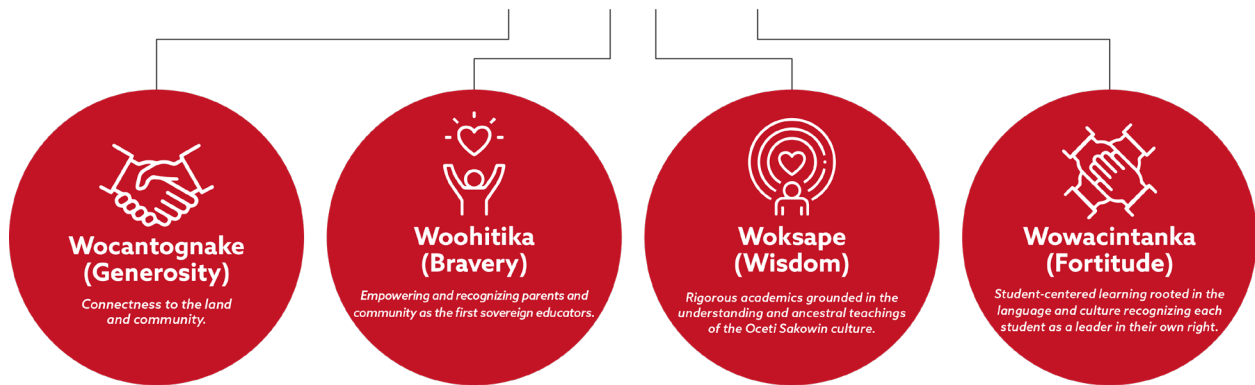 Wocantognake
(Generosity)
Connectness to the land
and community.
Woohitika
(Bravery)
Empowering and recognizing parents and
community as the first sovereign educators.
Woksape
(Wisdom)
Rigorous academics grounded in the
understanding and ancestral teachings
of the Oceti Sakowin culture.
Wowacintanka
(Fortitude)
Student-centered learning rooted in the
language and culture recognizing each
student as a leader in their own right.